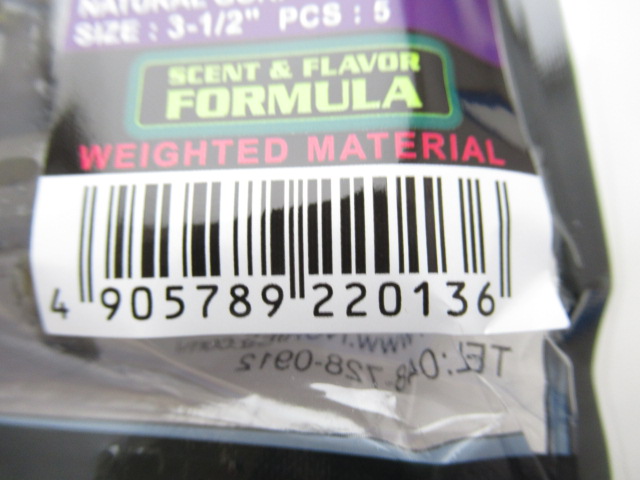 SIZE : 3-1/2" PCS : 5
SCENT & FLAVOR
FORMULA
WEIGHTED MATERIAL
4 905789 220136
TEL:048-728-0912